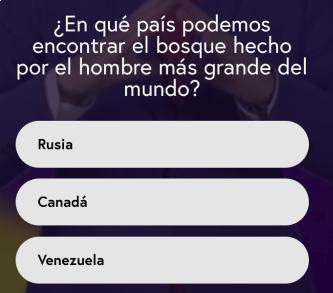 ¿En qué país podemos
encontrar el bosque hecho
por el hombre más grande del
mundo?
Rusia
Canadá
Venezuela